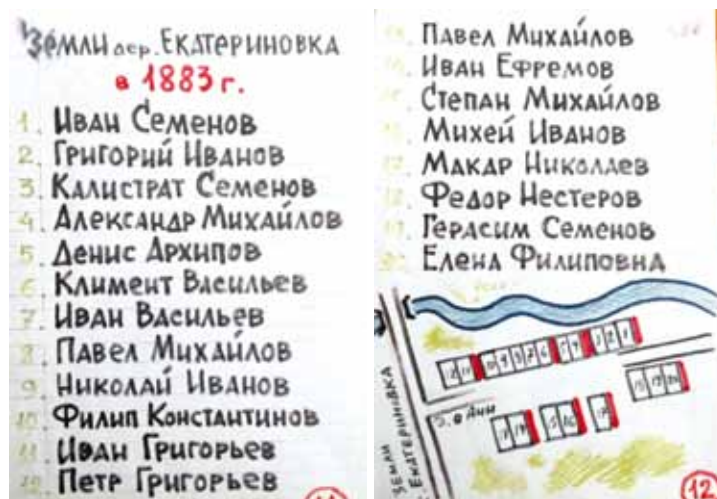 Земли дер. Екатериновка
в 1883 г.
1. Иван Семенов
2. Григорий Иванов
3. Калистрат Семенов
4. Александр Михайлов
5. Денис Архипов
6. Климент Васильев
7. Иван Васильев
8. Павел Михайлов
9. Николай Иванов
10. Филип Константинов
11. Иван Григорьев
12. Петр Григорьев
Павел Михайлов
Иван Ефремов
Степан Михайлов
Михей Иванов
Макар Николаев
Федор Нестеров
Герасим Семенов
Елена Филиповна
Земли
Екатериновка
12